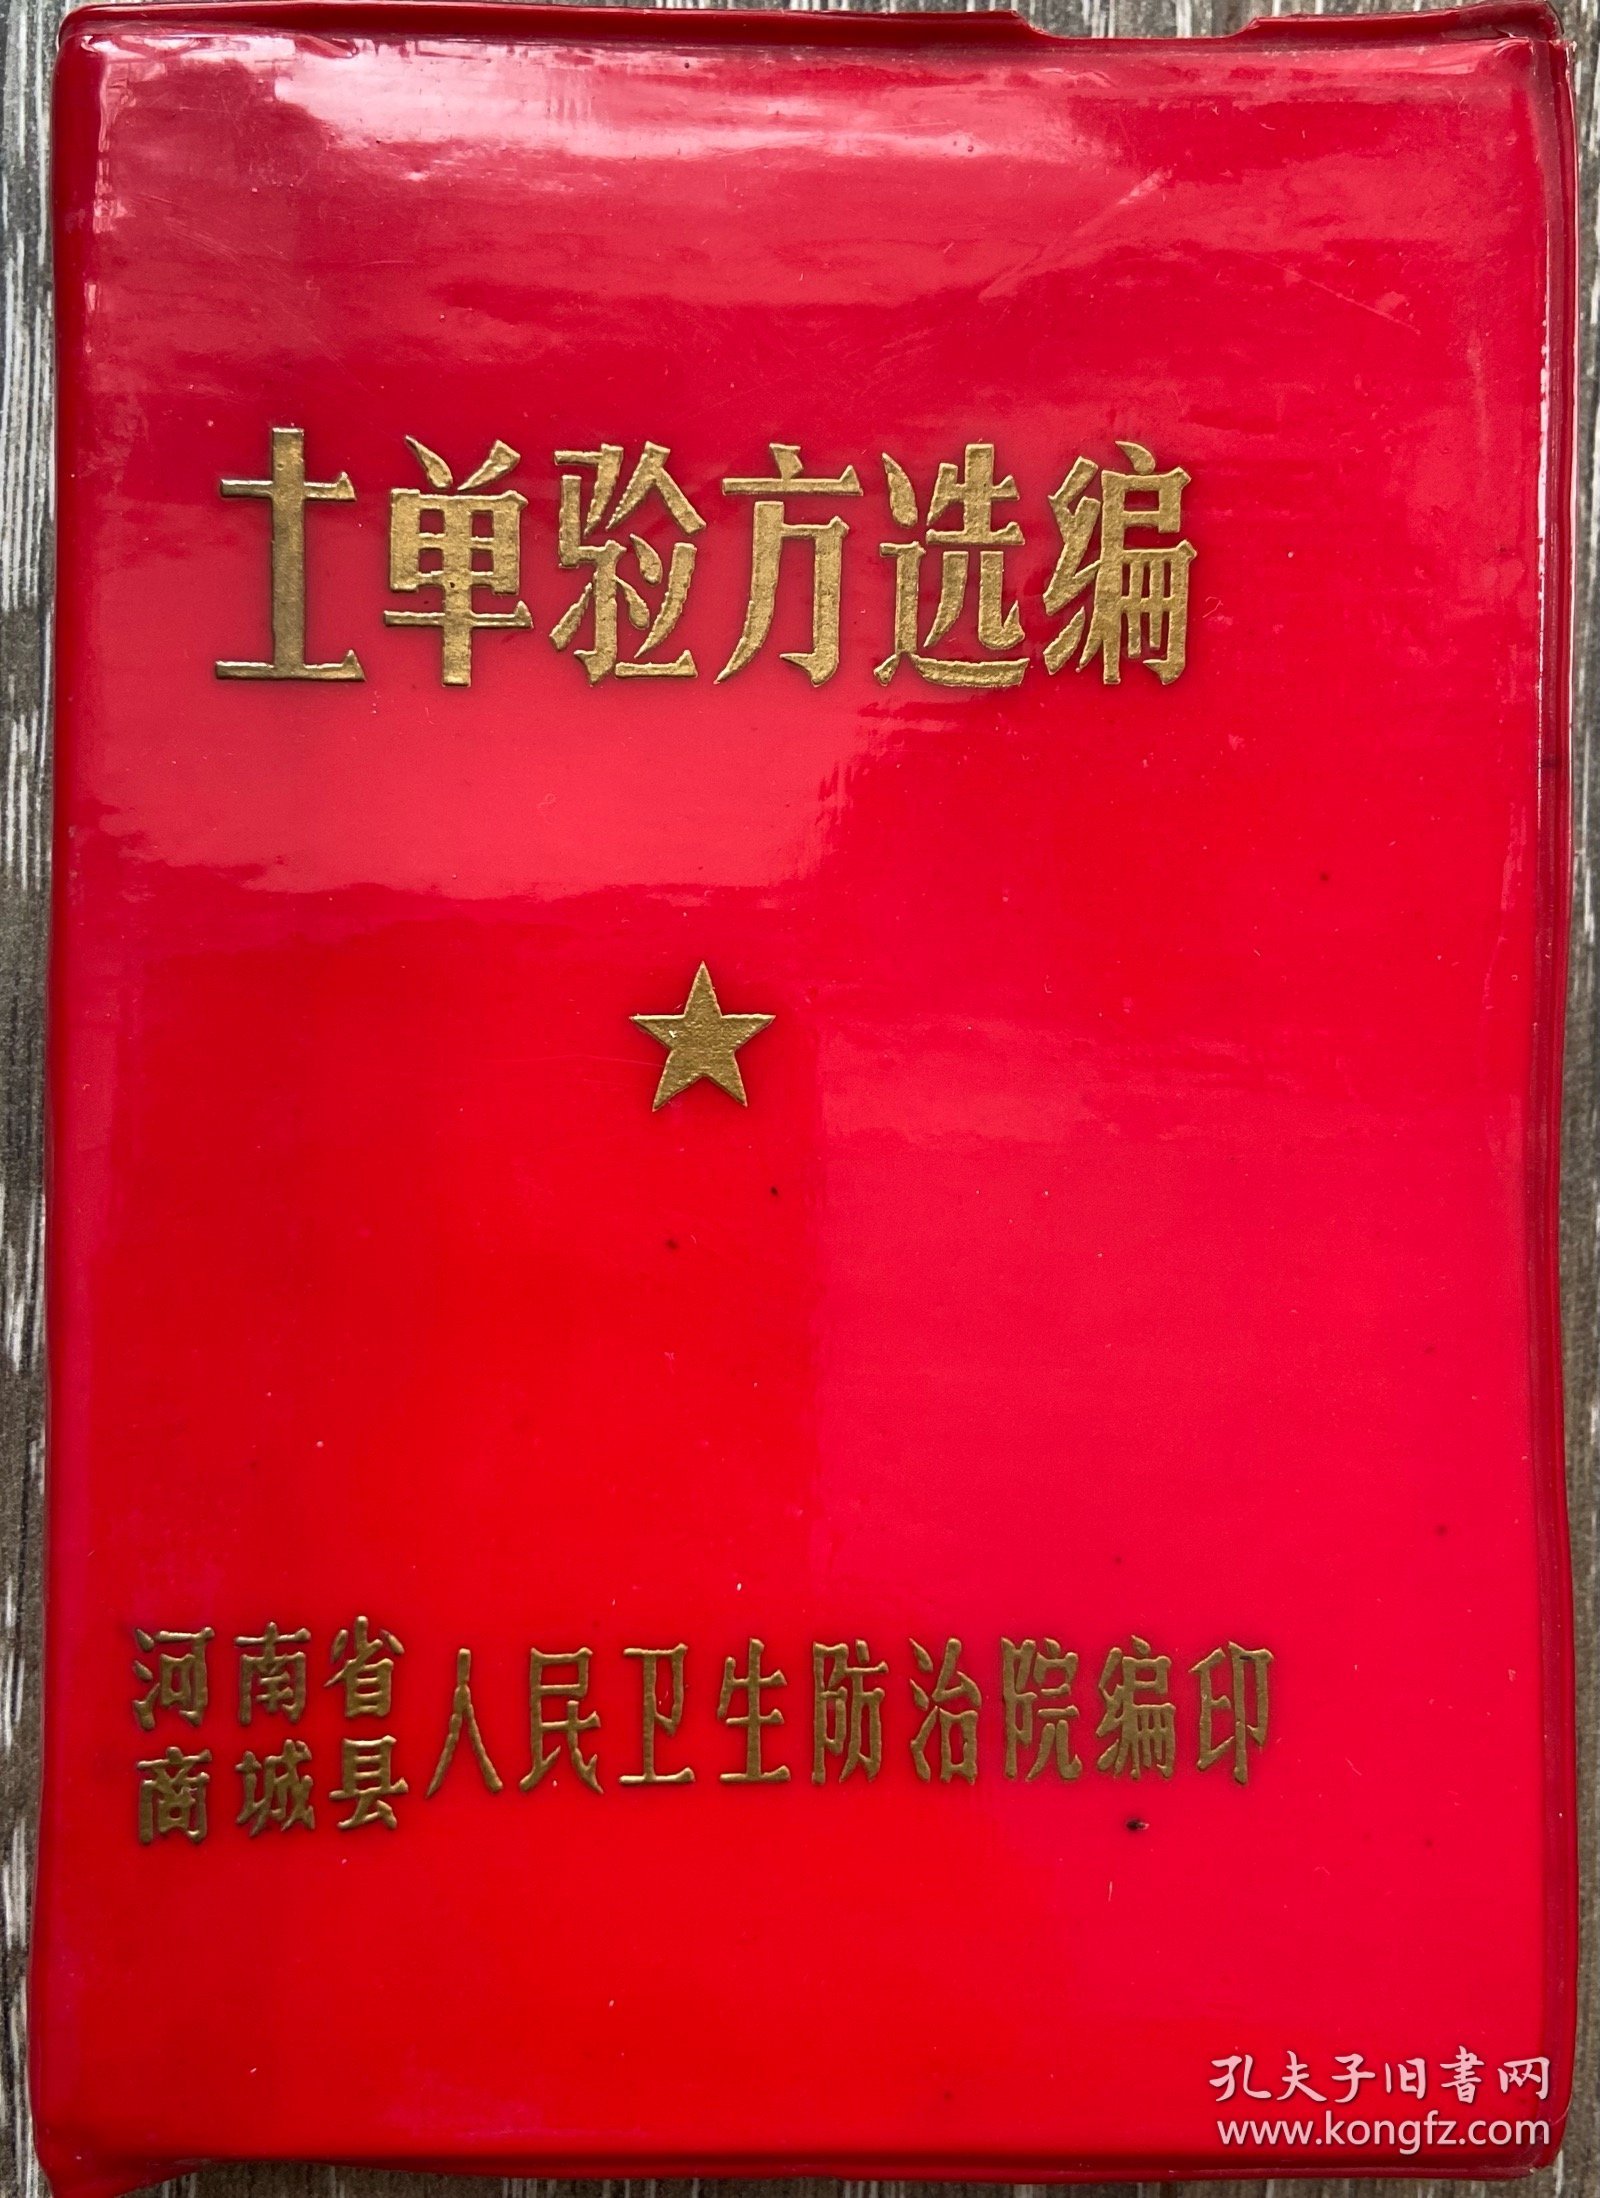 土单验方选编
河南省
商城县
人民卫生防治院编印
孔夫子旧書网
www.kongfz.com